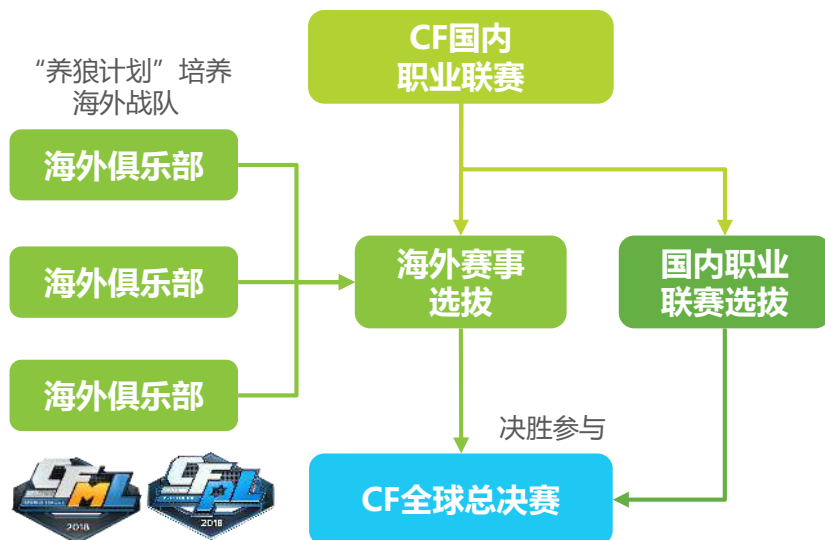 CF国内
职业联赛
“养狼计划”培养
海外战队
海外俱乐部
海外俱乐部
海外俱乐部
海外赛事
选拔
国内职业
联赛选拔
决胜参与
CF全球总决赛
CFML
2018
CFPL
2018